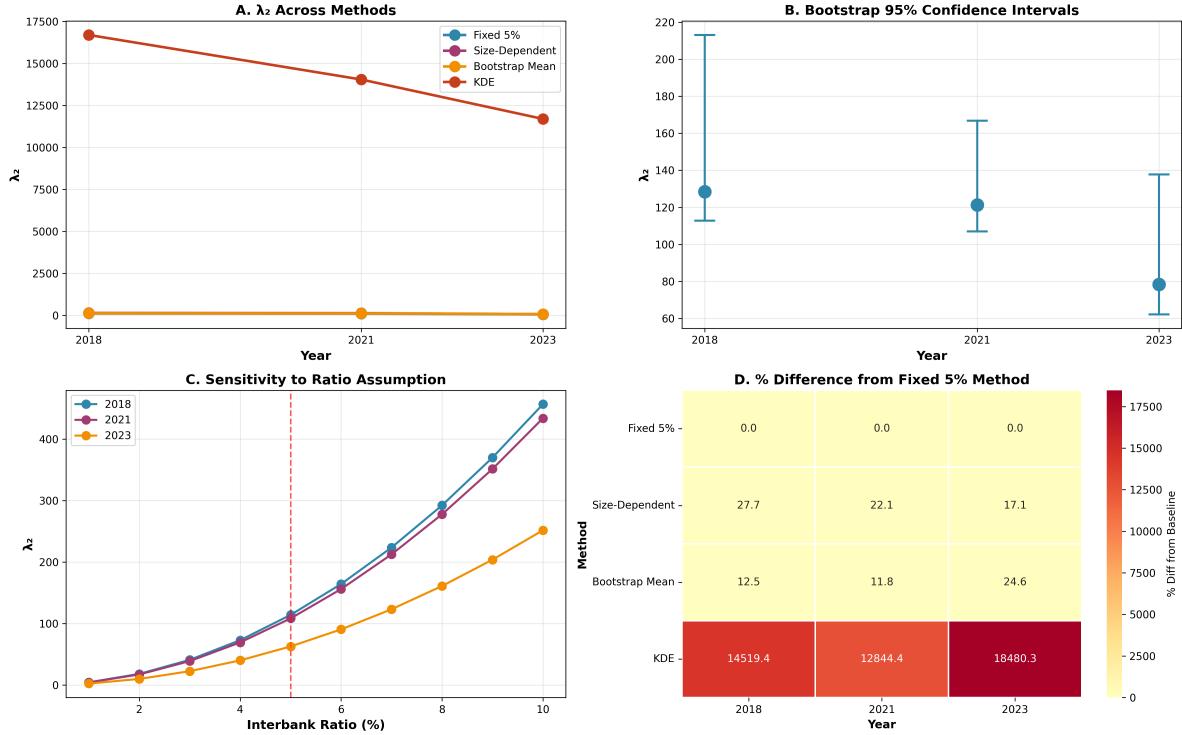 A. λ₂ Across Methods
17500
15000
12500
10000
7500
5000
2500
0
λ₂
2018
2021
2023
Year
Fixed 5%
Size-Dependent
Bootstrap Mean
KDE
B. Bootstrap 95% Confidence Intervals
220
200
180
160
140
120
100
80
60
λ₂
2018
2021
2023
Year
C. Sensitivity to Ratio Assumption
2018
2021
2023
400
300
200
100
0
λ₂
2
4
6
8
10
Interbank Ratio (%)
D. % Difference from Fixed 5% Method
Method
Fixed 5%
0.0
0.0
0.0
Size-Dependent
27.7
22.1
17.1
Bootstrap Mean
12.5
11.8
24.6
KDE
14519.4
12844.4
18480.3
2018
2021
2023
Year
17500
15000
12500
10000
7500
5000
2500
0
% Diff from Baseline